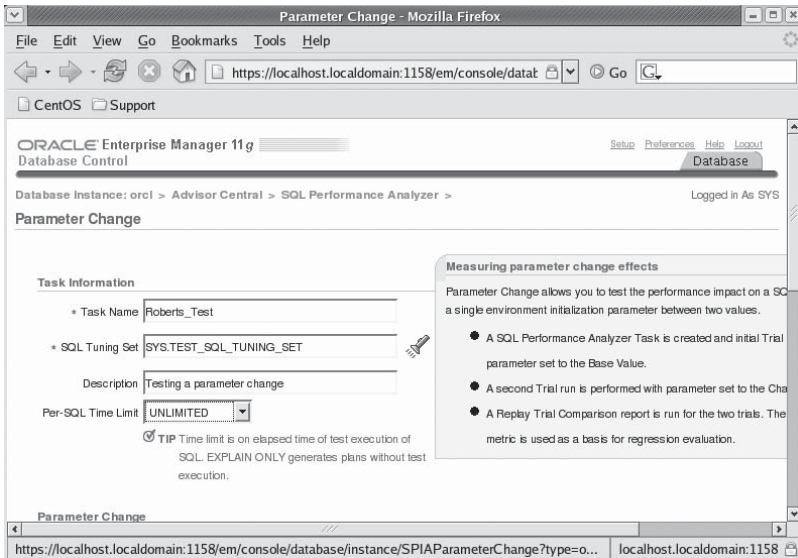 Parameter Change - Mozilla Firefox
File Edit View Go Bookmarks Tools Help
https://localhost.localdomain:1158/em/console/datab Go G
CentOS Support
ORACLE Enterprise Manager 11g
Database Control
Setup Preferences Help Logout
Database
Database Instance: orcl > Advisor Central > SQL Performance Analyzer >
Logged in As SYS
Parameter Change
Task Information
* Task Name Roberts_Test
* SQL Tuning Set SYS.TEST_SQL_TUNING_SET
Description Testing a parameter change
Per-SQL Time Limit UNLIMITED
TIP Time limit is on elapsed time of test execution of
SQL. EXPLAIN ONLY generates plans without test
execution.
Measuring parameter change effects
Parameter Change allows you to test the performance impact on a SQ
a single environment initialization parameter between two values.
A SQL Performance Analyzer Task is created and initial Trial
parameter set to the Base Value.
A second Trial run is performed with parameter set to the Cha
A Replay Trial Comparison report is run for the two trials. The
metric is used as a basis for regression evaluation.
Parameter Change
https://localhost.localdomain:1158/em/console/database/instance/SPIAParameterChange?type=o...
localhost.localdomain:1158